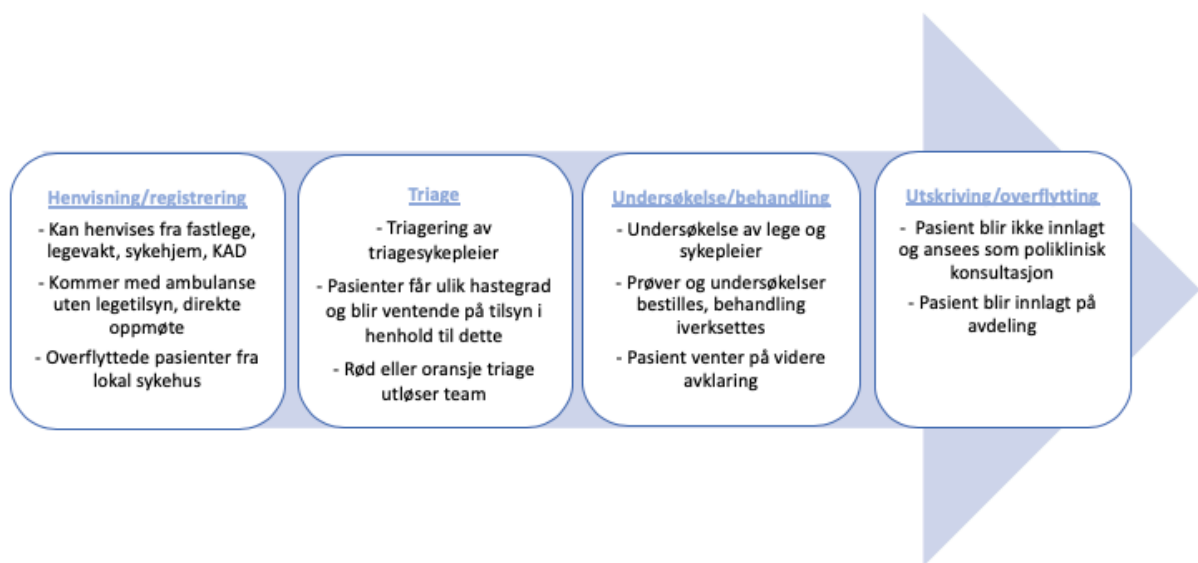 Henvisning/registrering
- Kan henvises fra fastlege,
legevakt, sykehjem, KAD
- Kommer med ambulanse
uten legetilsyn, direkte
oppmøte
- Overflyttede pasienter fra
lokal sykehus
Triage
- Triagering av
triagesykepleier
- Pasienter får ulik hastegrad
og blir ventende på tilsyn i
henhold til dette
- Rød eller oransje triage
utløser team
Undersøkelse/behandling
- Undersøkelse av lege og
sykepleier
- Prøver og undersøkelser
bestilles, behandling
iverksettes
- Pasient venter på videre
avklaring
Utskriving/overflytting
- Pasient blir ikke innlagt
og ansees som poliklinisk
konsultasjon
- Pasient blir innlagt på
avdeling